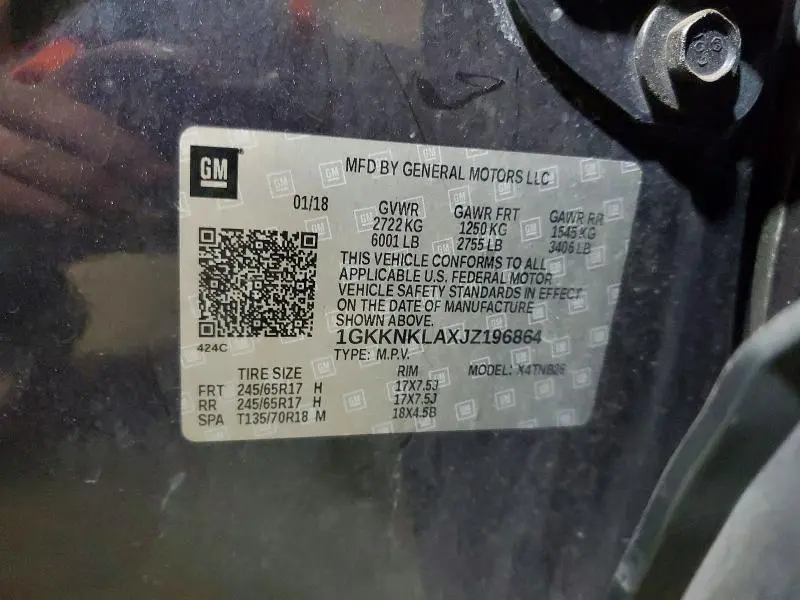 GM
MFD BY GENERAL MOTORS LLC
01/18
GVWR GAWR FRT GAWR RR
2722 KG 1250 KG 1545 KG
6001 LB 2755 LB 3406 LB
THIS VEHICLE CONFORMS TO ALL
APPLICABLE U.S. FEDERAL MOTOR
VEHICLE SAFETY STANDARDS IN EFFECT
ON THE DATE OF MANUFACTURE
SHOWN ABOVE.
424C
1GKKNKLAXJZ196864
TYPE: M.P.V. MODEL: X4TNB26
TIRE SIZE RIM
FRT 245/65R17 H 17X7.5J
RR 245/65R17 H 17X7.5J
SPA T135/70R18 M 18X4.5B